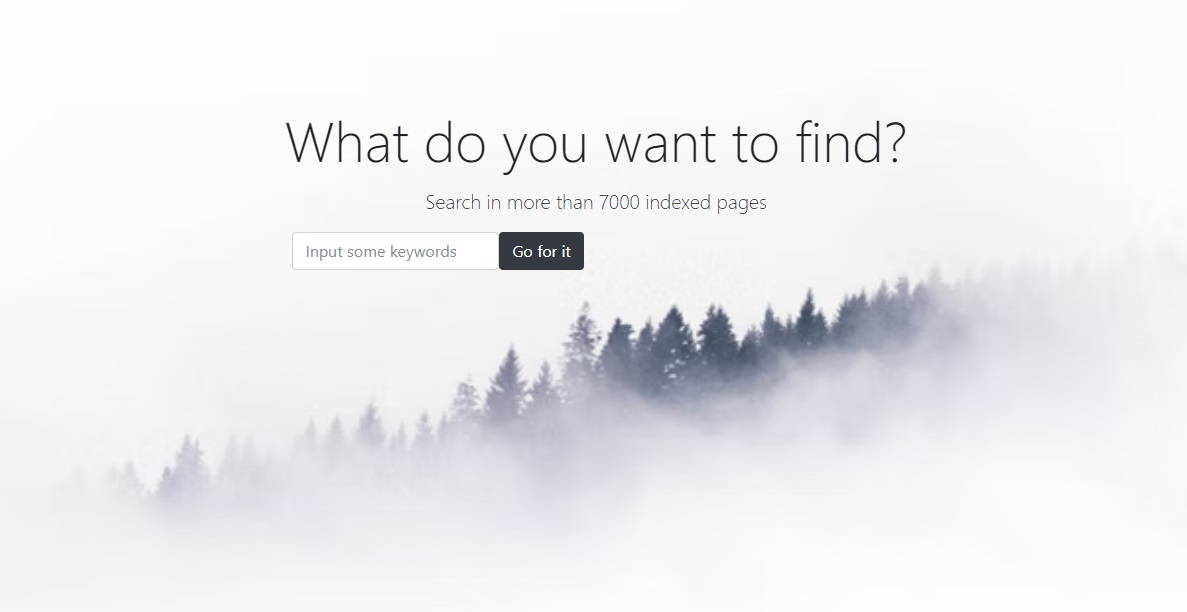 What do you want to find?
Search in more than 7000 indexed pages
Input some keywords Go for it